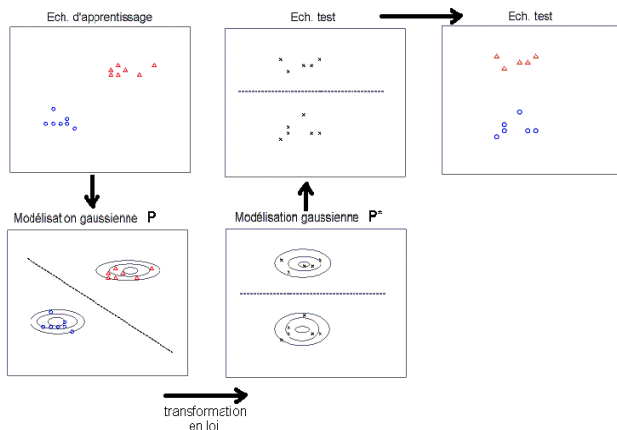 Ech. d'apprentissage
Ech. test
Ech. test
Modélisation gaussienne P
Modélisation gaussienne P*
transformation
en loi